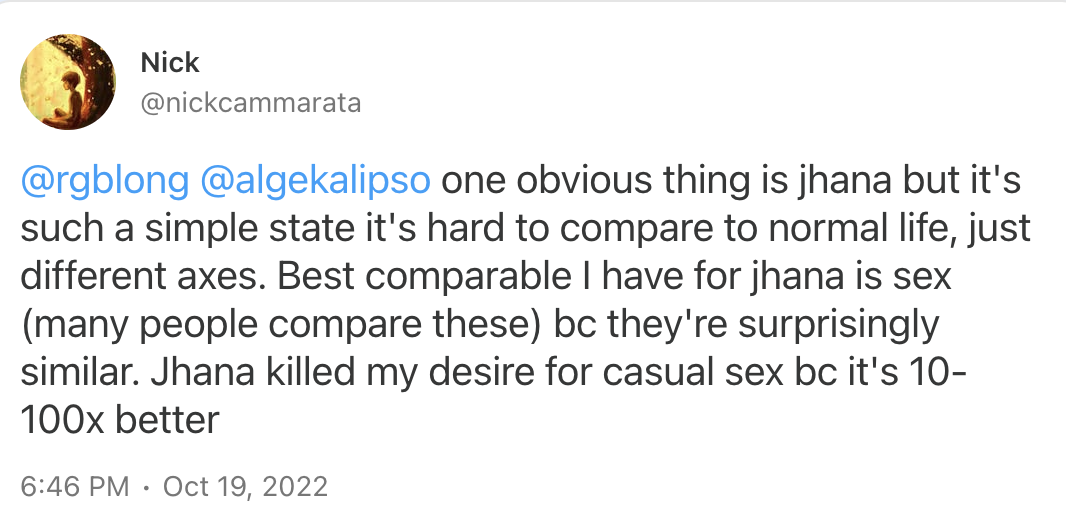 Nick
@nickcammarata
@rgblong @algekalipso one obvious thing is jhana but it's
such a simple state it's hard to compare to normal life, just
different axes. Best comparable I have for jhana is sex
(many people compare these) bc they're surprisingly
similar. Jhana killed my desire for casual sex bc it's 10-
100x better
6:46 PM · Oct 19, 2022